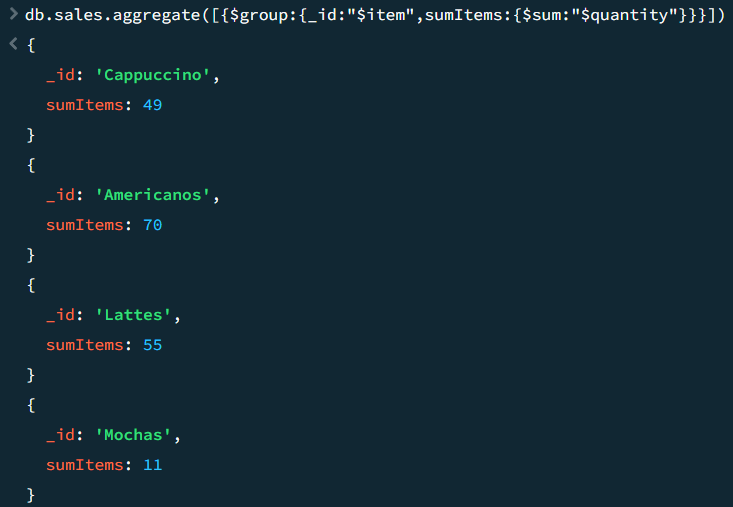 > db.sales.aggregate([{$group:{_id:"$item",sumItems:{$sum:"$quantity"}}}])
< {
_id: 'Cappuccino',
sumItems: 49
}
{
_id: 'Americanos',
sumItems: 70
}
{
_id: 'Lattes',
sumItems: 55
}
{
_id: 'Mochas',
sumItems: 11
}